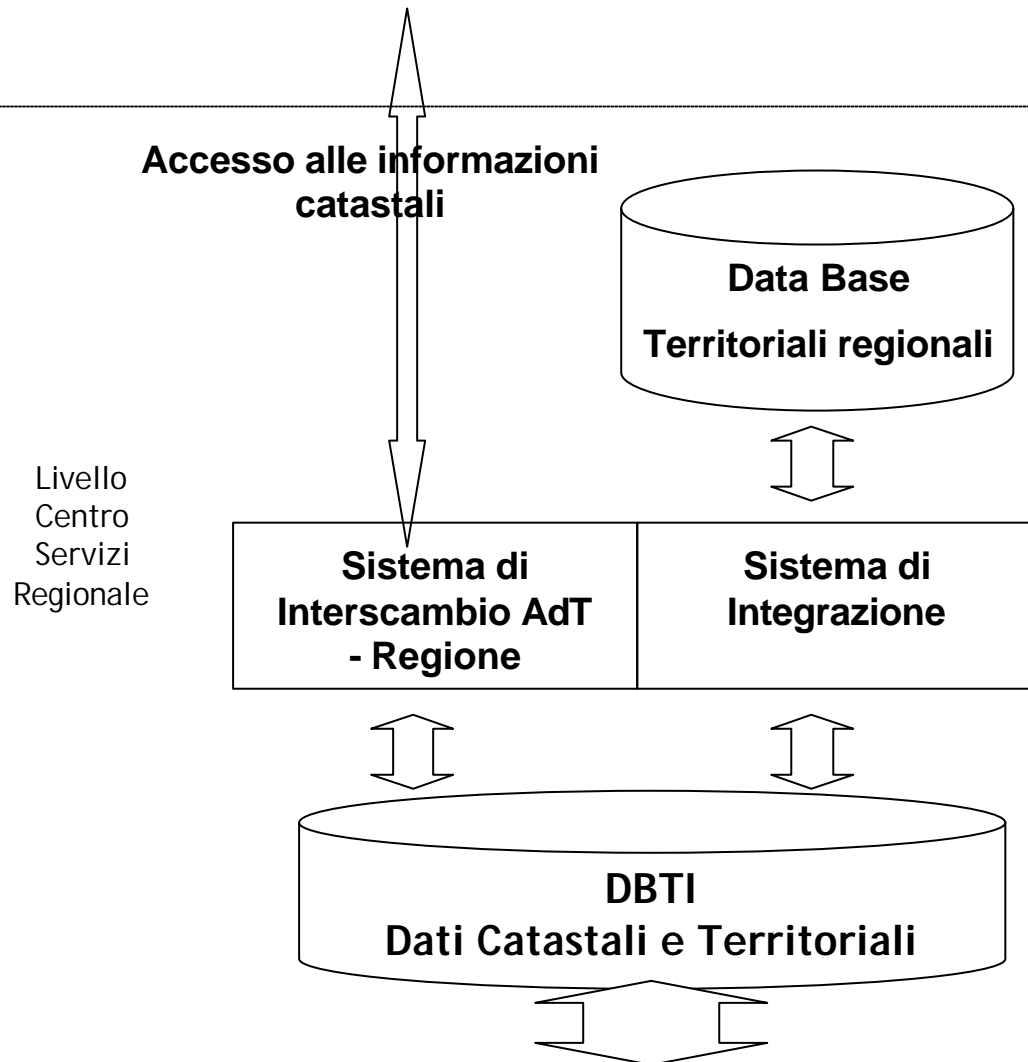 Accesso alle informazioni
catastali
Data Base
Territoriali regionali
Livello
Centro
Servizi
Regionale
Sistema di
Interscambio AdT
- Regione
Sistema di
Integrazione
DBTI
Dati Catastali e Territoriali